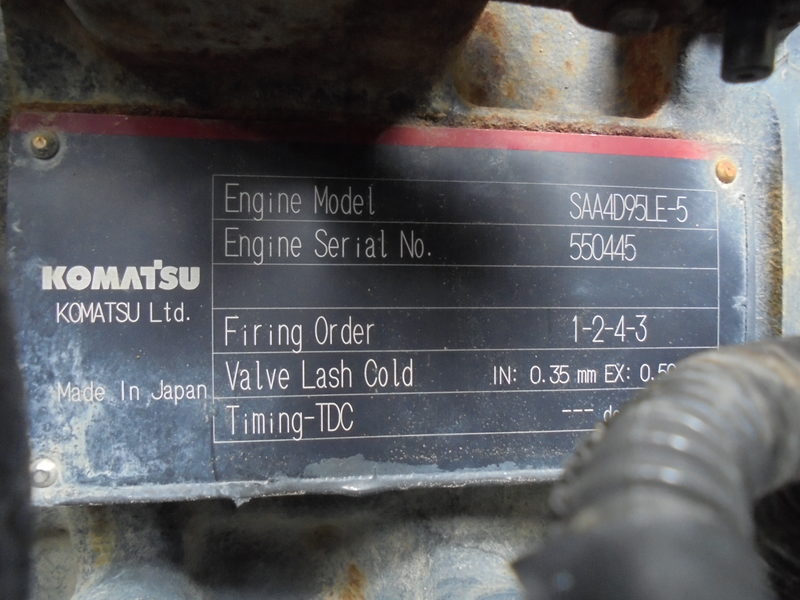 Engine Model SAA4D95LE-5
Engine Serial No. 550445
KOMATSU
KOMATSU Ltd.
Firing Order 1-2-4-3
Valve Lash Cold IN: 0.35 mm EX:
Made In Japan
Timing-TDC ---